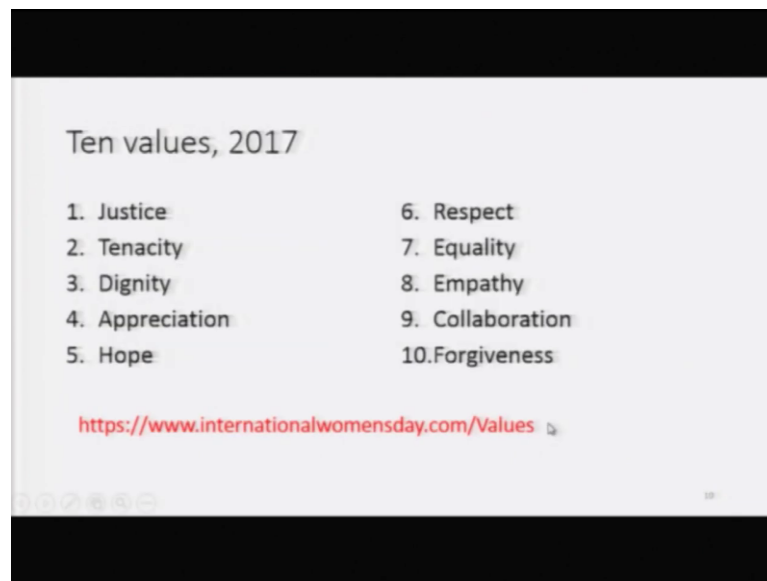 Ten values, 2017
1. Justice
2. Tenacity
3. Dignity
4. Appreciation
5. Hope
6. Respect
7. Equality
8. Empathy
9. Collaboration
10.Forgiveness
https://www.internationalwomensday.com/Values
10